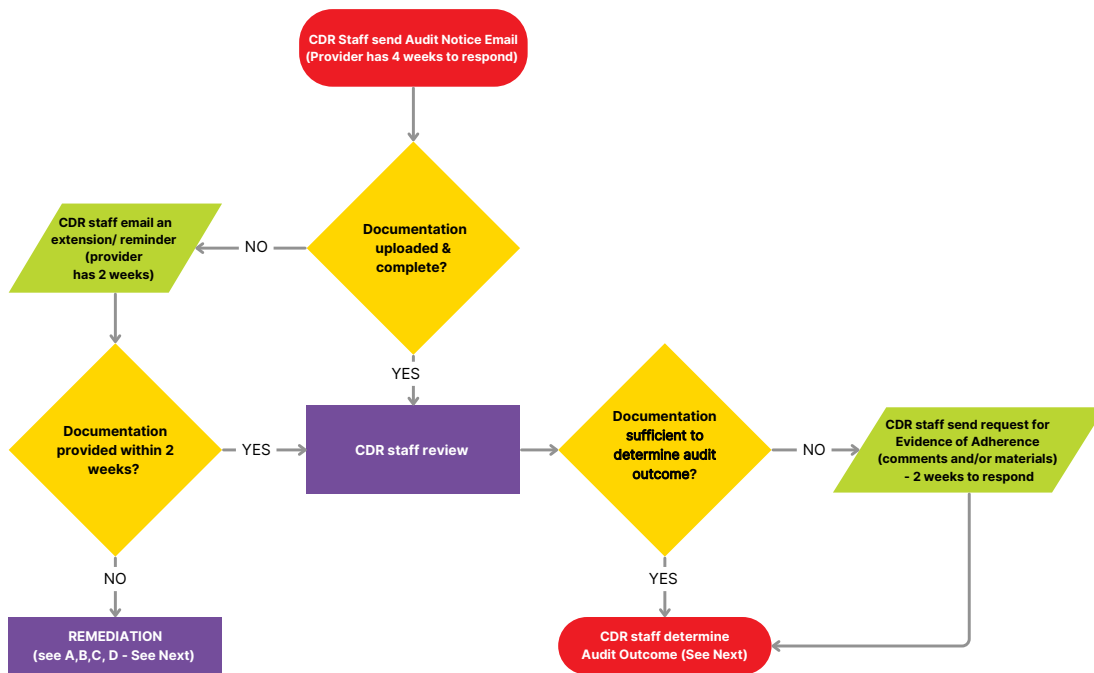 CDR Staff send Audit Notice Email
(Provider has 4 weeks to respond)
Documentation
uploaded &
complete?
NO
CDR staff email an
extension/ reminder
(provider
has 2 weeks)
YES
Documentation
provided within 2
weeks?
YES
CDR staff review
Documentation
sufficient to
determine audit
outcome?
NO
CDR staff send request for
Evidence of Adherence
(comments and/or materials)
- 2 weeks to respond
NO
YES
REMEDIATION
(see A,B,C, D - See Next)
CDR staff determine
Audit Outcome (See Next)